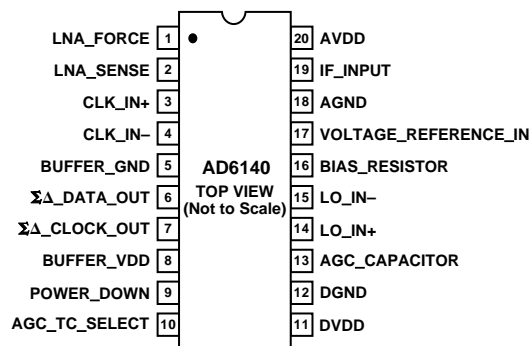 LNA_FORCE 1 20 AVDD
LNA_SENSE 2 19 IF_INPUT
CLK_IN+ 3 18 AGND
CLK_IN– 4 17 VOLTAGE_REFERENCE_IN
BUFFER_GND 5 AD6140 16 BIAS_RESISTOR
ΣΔ_DATA_OUT 6 TOP VIEW 15 LO_IN–
(Not to Scale)
ΣΔ_CLOCK_OUT 7 14 LO_IN+
BUFFER_VDD 8 13 AGC_CAPACITOR
POWER_DOWN 9 12 DGND
AGC_TC_SELECT 10 11 DVDD